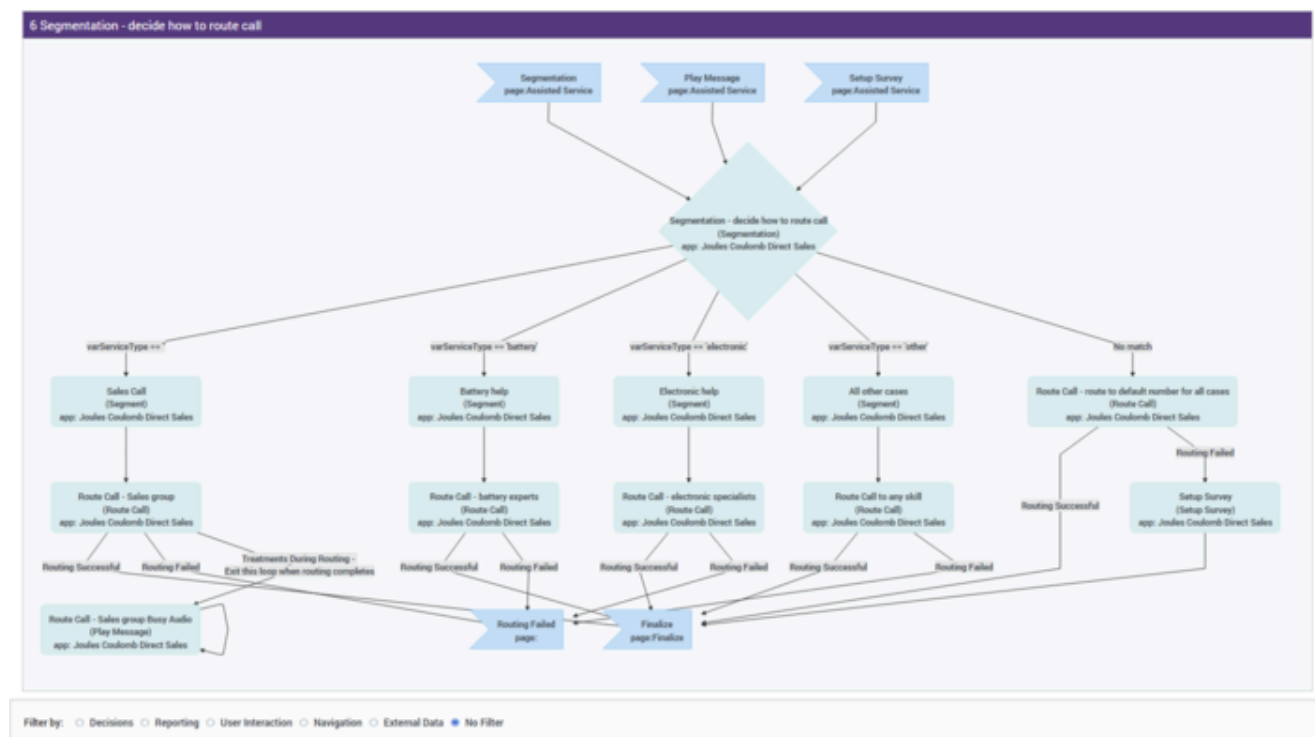 6 Segmentation - decide how to route call
Segmentation
page:Assisted Service
Play Message
page:Assisted Service
Setup Survey
page:Assisted Service
Segmentation - decide how to route call
(Segmentation)
app: Joules Coulomb Direct Sales
varServiceType == ''
varServiceType == 'battery'
varServiceType == 'electronic'
varServiceType == 'other'
No match
Sales Call
(Segment)
app: Joules Coulomb Direct Sales
Battery help
(Segment)
app: Joules Coulomb Direct Sales
Electronic help
(Segment)
app: Joules Coulomb Direct Sales
All other cases
(Segment)
app: Joules Coulomb Direct Sales
Route Call - route to default number for all cases
(Route Call)
app: Joules Coulomb Direct Sales
Routing Failed
Route Call - Sales group
(Route Call)
app: Joules Coulomb Direct Sales
Route Call - battery experts
(Route Call)
app: Joules Coulomb Direct Sales
Route Call - electronic specialists
(Route Call)
app: Joules Coulomb Direct Sales
Route Call to any skill
(Route Call)
app: Joules Coulomb Direct Sales
Routing Successful
Setup Survey
(Setup Survey)
app: Joules Coulomb Direct Sales
Routing Successful
Routing Failed
Treatments During Routing -
Exit this loop when routing completes
Routing Successful
Routing Failed
Routing Successful
Routing Failed
Routing Successful
Routing Failed
Route Call - Sales group Busy Audio
(Play Message)
app: Joules Coulomb Direct Sales
Routing Failed
page:
Finalize
page:Finalize
Filter by: Decisions Reporting User Interaction Navigation External Data No Filter